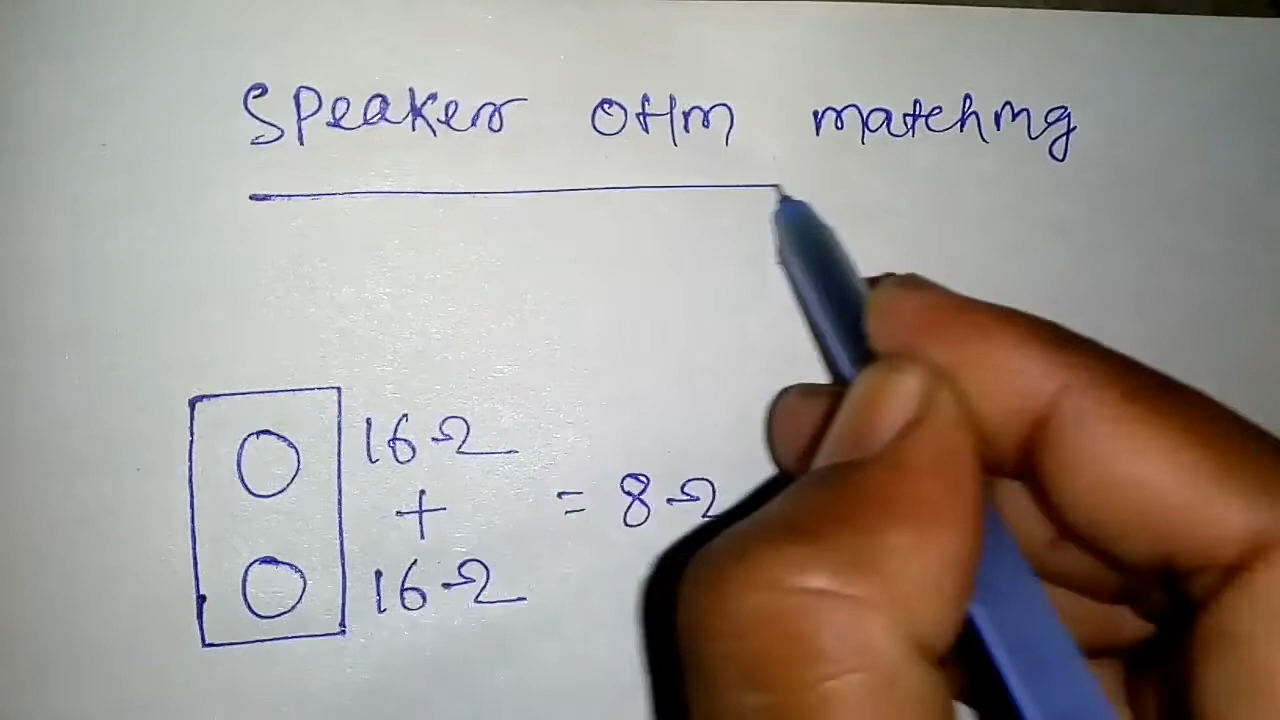 Speaker OHm matching
16Ω
+
= 8Ω
16Ω